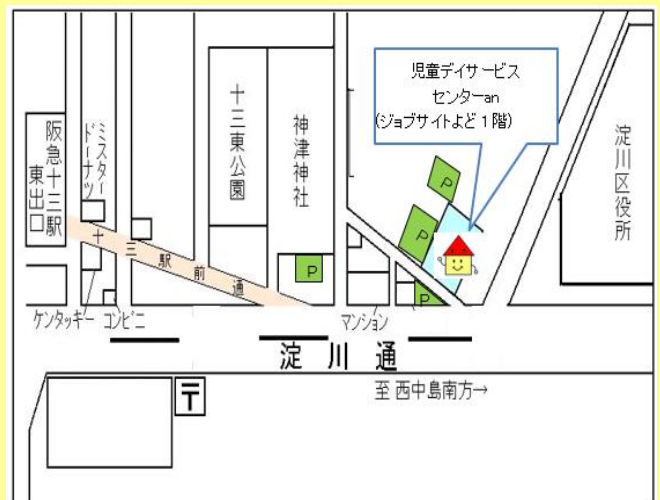 児童デイサービス
センターan
(ジョブサイトよど1階)
阪急十三駅
東出口
ミスター
ドーナツ
十三東公園
神津神社
淀川区役所
P
P
十三駅前通
P
P
ケンタッキー
コンビニ
マンション
淀川通
〒
至 西中島南方→